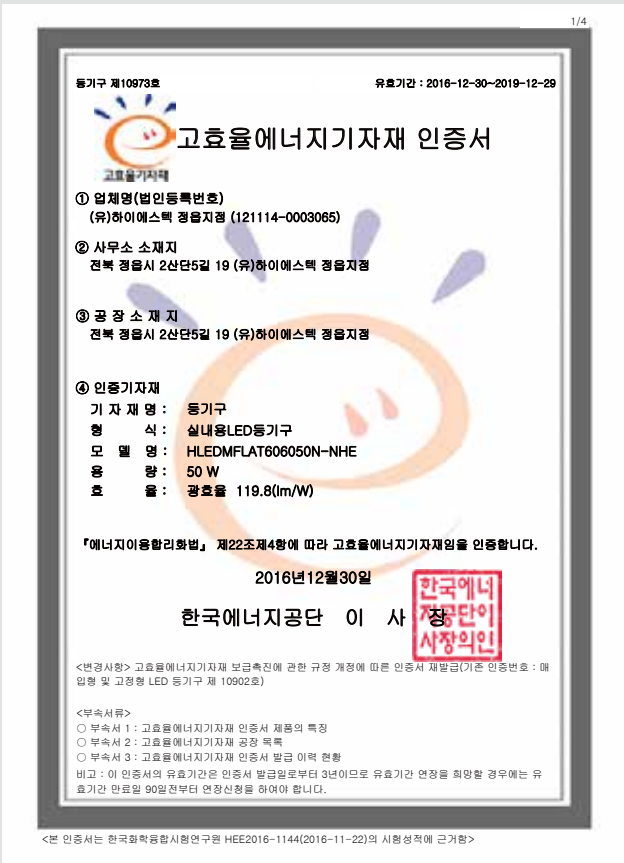 1/4
등기구 제10973호
유효기간 : 2016-12-30~2019-12-29
고효율기자재
고효율에너지기자재 인증서
① 업체명(법인등록번호)
(유)하이에스텍 정읍지점 (121114-0003065)
② 사무소 소재지
전북 정읍시 2산단5길 19 (유)하이에스텍 정읍지점
③ 공 장 소 재 지
전북 정읍시 2산단5길 19 (유)하이에스텍 정읍지점
④ 인증기자재
기 자 재 명 : 등기구
형 식 : 실내용LED등기구
모 델 명 : HLEDMFLAT606050N-NHE
용 량 : 50 W
효 율 : 광효율 119.8(lm/W)
『에너지이용합리화법』 제22조제4항에 따라 고효율에너지기자재임을 인증합니다.
2016년12월30일
한국에너지공단 이 사 장
한국에너
지공단이
사장의인
<변경사항> 고효율에너지기자재 보급촉진에 관한 규정 개정에 따른 인증서 재발급(기존 인증번호 : 매
입형 및 고정형 LED 등기구 제 10902호)
<부속서류>
○ 부속서 1 : 고효율에너지기자재 인증서 제품의 특징
○ 부속서 2 : 고효율에너지기자재 공장 목록
○ 부속서 3 : 고효율에너지기자재 인증서 발급 이력 현황
비고 : 이 인증서의 유효기간은 인증서 발급일로부터 3년이므로 유효기간 연장을 희망할 경우에는 유
효기간 만료일 90일전부터 연장신청을 하여야 합니다.
<본 인증서는 한국화학융합시험연구원 HEE2016-1144(2016-11-22)의 시험성적에 근거함>